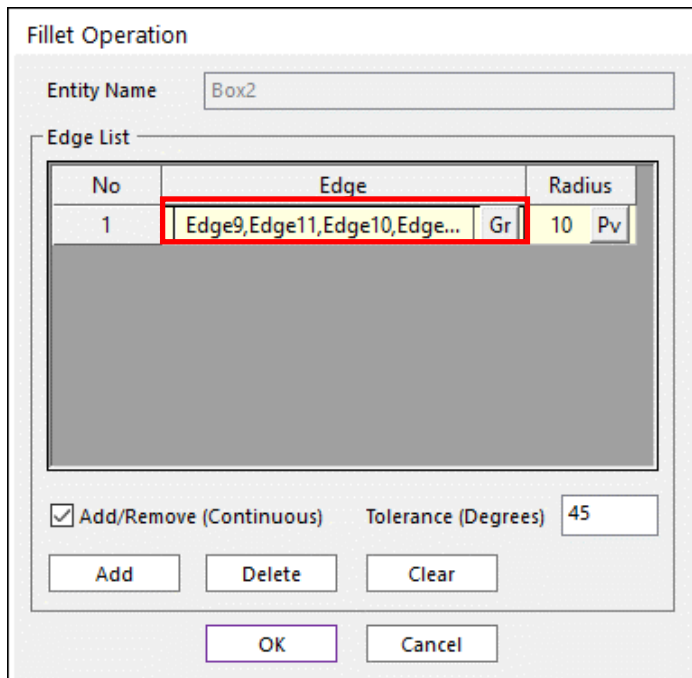 Fillet Operation
Entity Name Box2
Edge List
No Edge Radius
1 Edge9,Edge11,Edge10,Edge... Gr 10 Pv
Add/Remove (Continuous) Tolerance (Degrees) 45
Add Delete Clear
OK Cancel